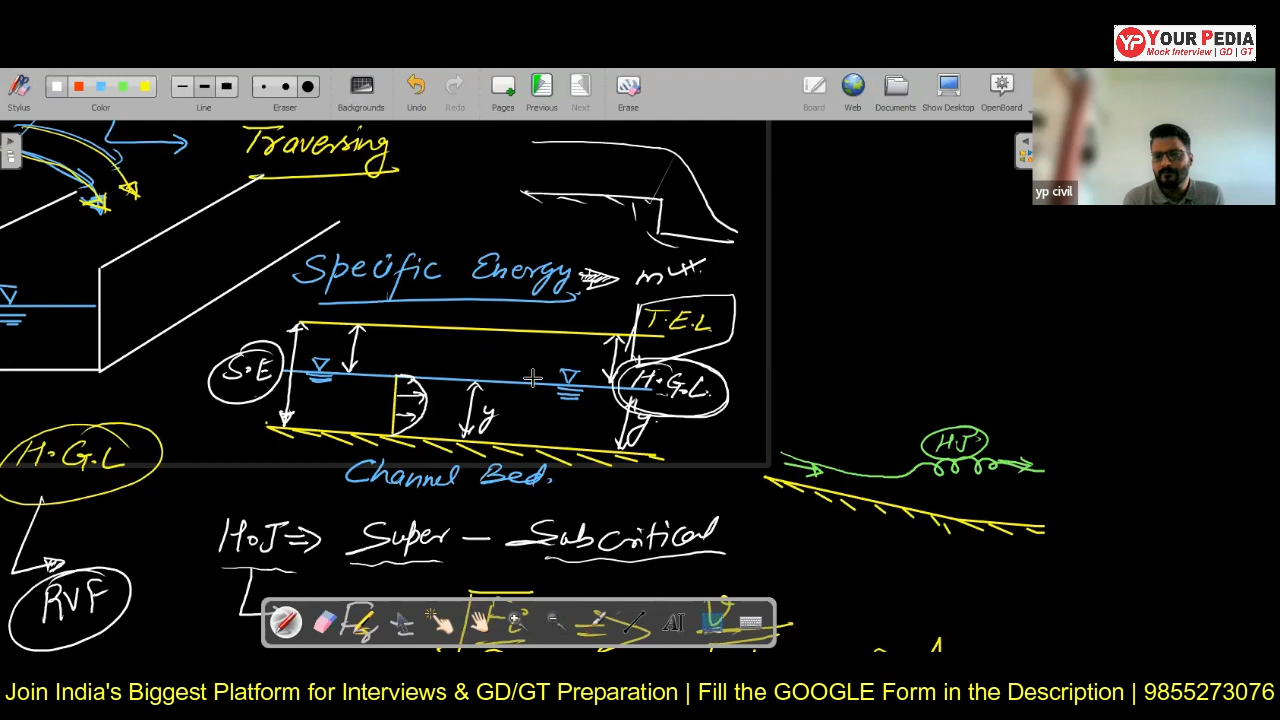 YP YOUR PEDIA
Mock Interview | GD | GT
Stylus
Color
Line
Eraser
Backgrounds
Undo
Redo
Pages
Previous
Next
Erase
Board
Web
Documents
Show Desktop
OpenBoard
yp civil
Traversing
Specific Energy
T.E.L
S.E
H.G.L.
y
y
Channel Bed.
H.G.L
H.J
H.J ⇒ Super – Subcritical
RVF
AI
Join India's Biggest Platform for Interviews & GD/GT Preparation | Fill the GOOGLE Form in the Description | 9855273076